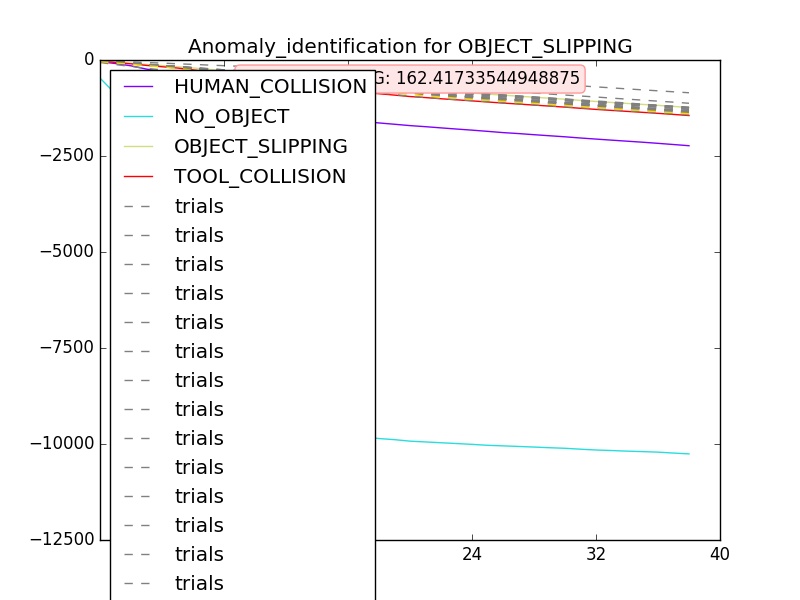 Anomaly_identification for OBJECT_SLIPPING
0
−2500
−5000
−7500
−10000
−12500
G: 162.41733544948875
HUMAN_COLLISION
NO_OBJECT
OBJECT_SLIPPING
TOOL_COLLISION
trials
trials
trials
trials
trials
trials
trials
trials
trials
trials
trials
trials
trials
trials
24
32
40